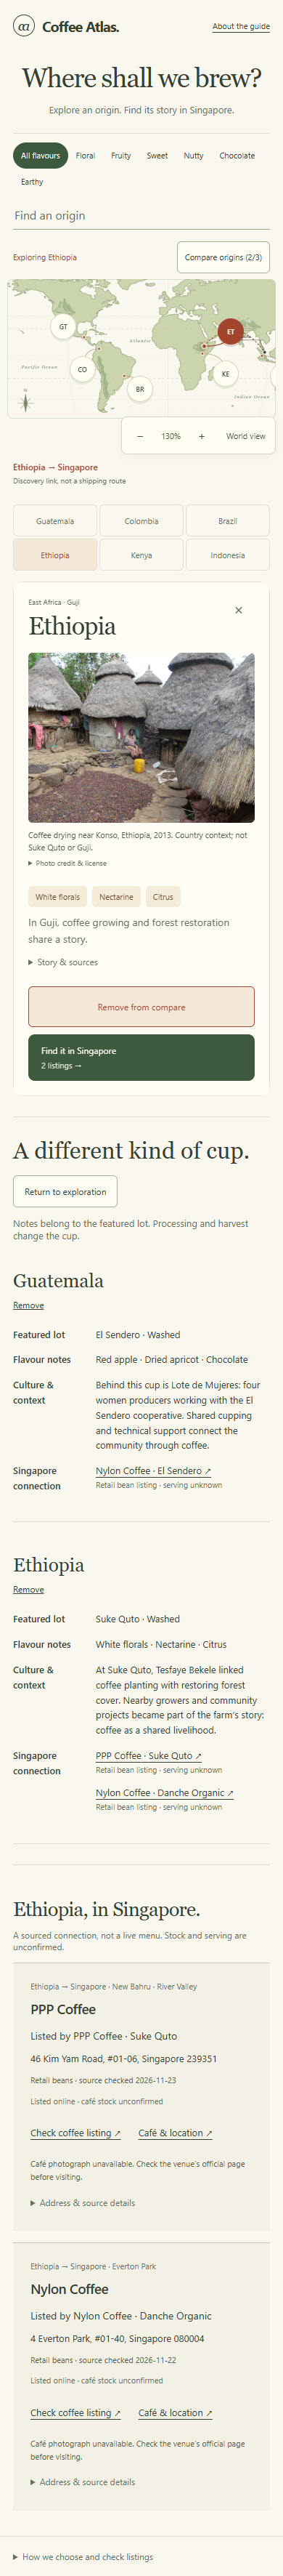 Coffee Atlas.
About the guide
Where shall we brew?
Explore an origin. Find its story in Singapore.
All flavours
Floral
Fruity
Sweet
Nutty
Chocolate
Earthy
Find an origin
Exploring Ethiopia
Compare origins (2/3)
GT
CO
BR
ET
KE
Atlantic
Pacific Ocean
Indian Ocean
N
− 130% + World view
Ethiopia → Singapore
Discovery link, not a shipping route
Guatemala
Colombia
Brazil
Ethiopia
Kenya
Indonesia
East Africa · Guji
Ethiopia
×
Coffee drying near Konso, Ethiopia, 2013. Country context; not
Suke Quto or Guji.
▶ Photo credit & license
White florals
Nectarine
Citrus
In Guji, coffee growing and forest restoration
share a story.
▶ Story & sources
Remove from compare
Find it in Singapore
2 listings →
A different kind of cup.
Return to exploration
Notes belong to the featured lot. Processing and harvest
change the cup.
Guatemala
Remove
Featured lot
El Sendero · Washed
Flavour notes
Red apple · Dried apricot · Chocolate
Culture &
context
Behind this cup is Lote de Mujeres: four
women producers working with the El
Sendero cooperative. Shared cupping
and technical support connect the
community through coffee.
Singapore
connection
Nylon Coffee · El Sendero ↗
Retail bean listing · serving unknown
Ethiopia
Remove
Featured lot
Suke Quto · Washed
Flavour notes
White florals · Nectarine · Citrus
Culture &
context
At Suke Quto, Tesfaye Bekele linked
coffee planting with restoring forest
cover. Nearby growers and community
projects became part of the farm's story:
coffee as a shared livelihood.
Singapore
connection
PPP Coffee · Suke Quto ↗
Retail bean listing · serving unknown
Nylon Coffee · Danche Organic ↗
Retail bean listing · serving unknown
Ethiopia, in Singapore.
A sourced connection, not a live menu. Stock and serving are
unconfirmed.
Ethiopia → Singapore · New Bahru · River Valley
PPP Coffee
Listed by PPP Coffee · Suke Quto
46 Kim Yam Road, #01-06, Singapore 239351
Retail beans · source checked 2026-11-23
Listed online · café stock unconfirmed
Check coffee listing ↗
Café & location ↗
Café photograph unavailable. Check the venue's official page
before visiting.
▶ Address & source details
Ethiopia → Singapore · Everton Park
Nylon Coffee
Listed by Nylon Coffee · Danche Organic
4 Everton Park, #01-40, Singapore 080004
Retail beans · source checked 2026-11-22
Listed online · café stock unconfirmed
Check coffee listing ↗
Café & location ↗
Café photograph unavailable. Check the venue's official page
before visiting.
▶ Address & source details
▶ How we choose and check listings